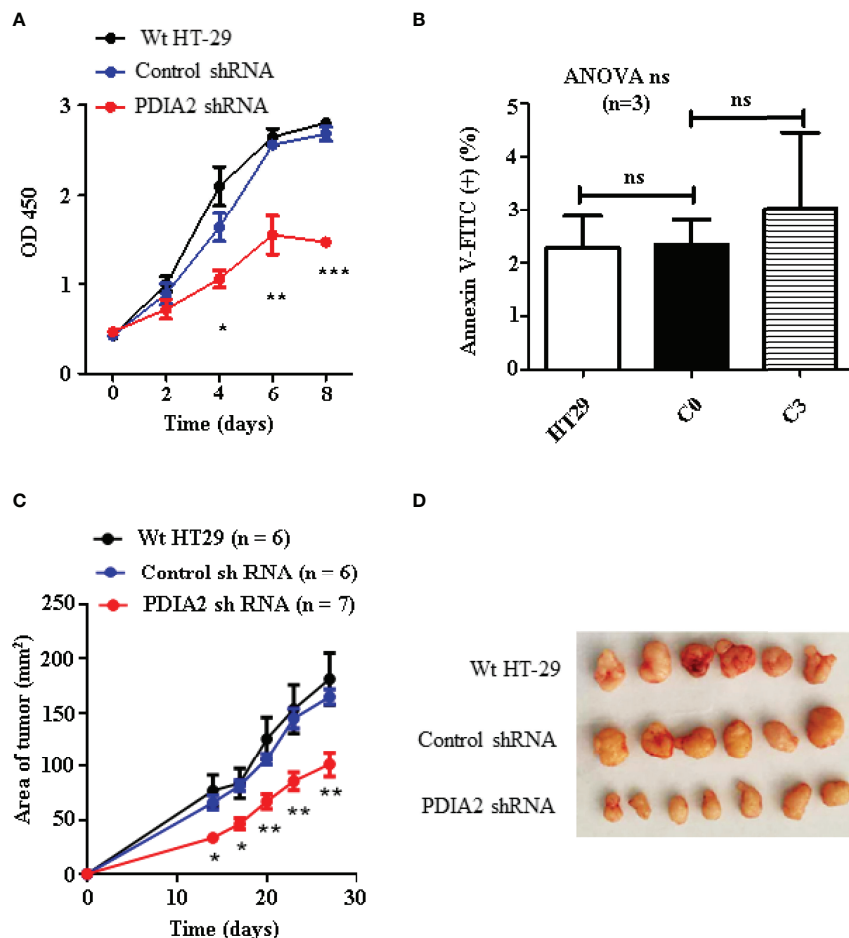 A
Wt HT-29
Control shRNA
PDIA2 shRNA
3
2
1
0
OD 450
*
**
***
0 2 4 6 8
Time (days)
B
ANOVA ns
(n=3)
ns
ns
5
4
3
2
1
0
Annexin V-FITC (+) (%)
HT29 C0 C3
C
Wt HT29 (n = 6)
Control sh RNA (n = 6)
PDIA2 sh RNA (n = 7)
250
200
150
100
50
0
Area of tumor (mm²)
* * ** ** **
0 10 20 30
Time (days)
D
Wt HT-29
Control shRNA
PDIA2 shRNA